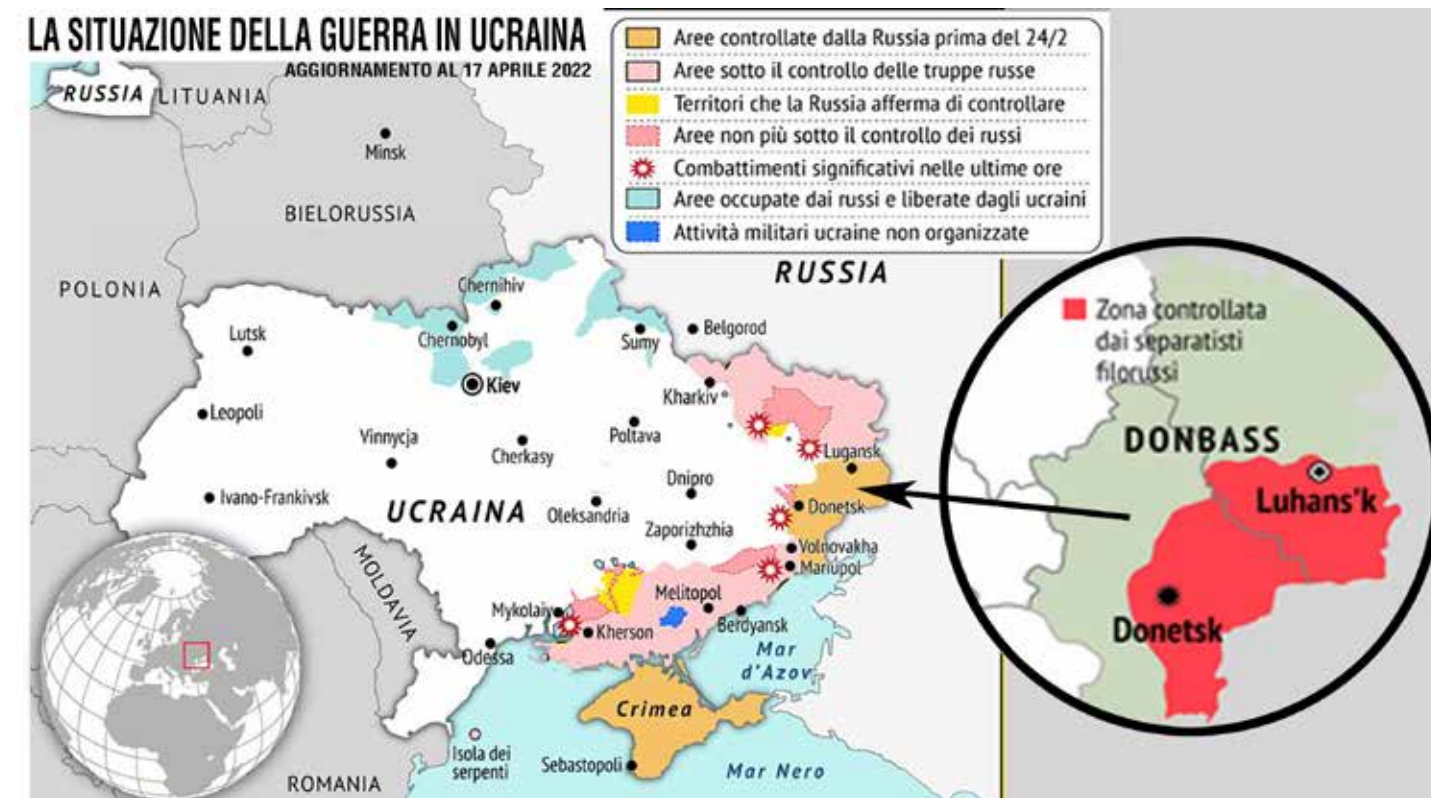 LA SITUAZIONE DELLA GUERRA IN UCRAINA
AGGIORNAMENTO AL 17 APRILE 2022
Aree controllate dalla Russia prima del 24/2
Aree sotto il controllo delle truppe russe
Territori che la Russia afferma di controllare
Aree non più sotto il controllo dei russi
Combattimenti significativi nelle ultime ore
Aree occupate dai russi e liberate dagli ucraini
Attività militari ucraine non organizzate
RUSSIA
LITUANIA
Minsk
BIELORUSSIA
POLONIA
RUSSIA
Chernihiv
Lutsk
Chernobyl
Sumy
Belgorod
Kiev
Kharkiv
Leopoli
Vinnycja
Cherkasy
Poltava
Lugansk
Ivano-Frankivsk
UCRAINA
Oleksandria
Dnipro
Donetsk
Zaporizhzhia
Volnovakha
Mariupol
MOLDAVIA
Mykolaiv
Melitopol
Kherson
Berdyansk
Odessa
Mar
d'Azov
Crimea
Isola dei
serpenti
Sebastopoli
Mar Nero
ROMANIA
Zona controllata
dai separatisti
filorussi
DONBASS
Luhans'k
Donetsk